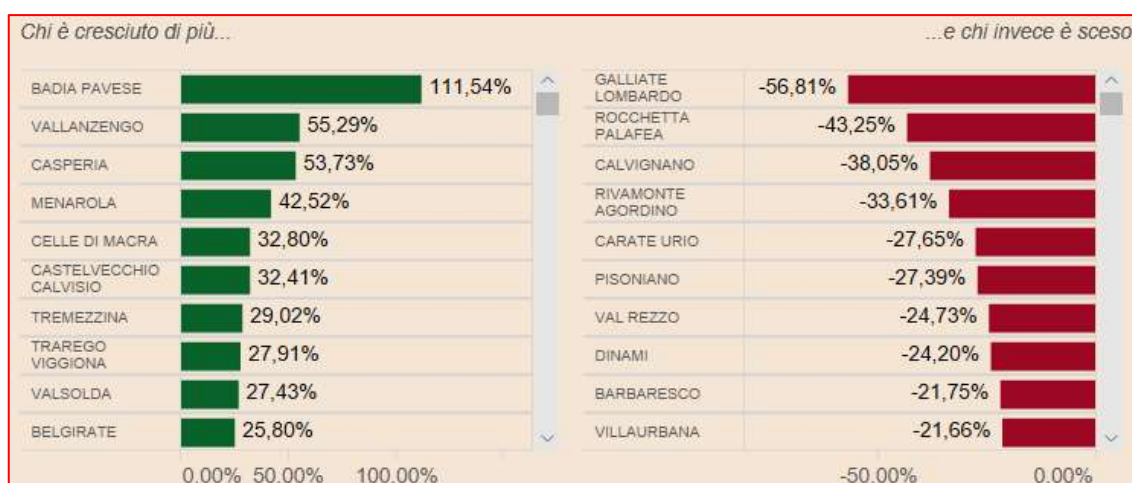 Chi è cresciuto di più...
...e chi invece è sceso
BADIA PAVESE 111,54%
VALLANZENGO 55,29%
CASPERIA 53,73%
MENAROLA 42,52%
CELLE DI MACRA 32,80%
CASTELVECCHIO
CALVISIO 32,41%
TREMEZZINA 29,02%
TRAREGO
VIGGIONA 27,91%
VALSOLDA 27,43%
BELGIRATE 25,80%
0.00% 50.00% 100.00%
GALLIATE
LOMBARDO -56,81%
ROCCHETTA
PALAFEA -43,25%
CALVIGNANO -38,05%
RIVAMONTE
AGORDINO -33,61%
CARATE URIO -27,65%
PISONIANO -27,39%
VAL REZZO -24,73%
DINAMI -24,20%
BARBARESCO -21,75%
VILLAURBANA -21,66%
-50.00% 0.00%